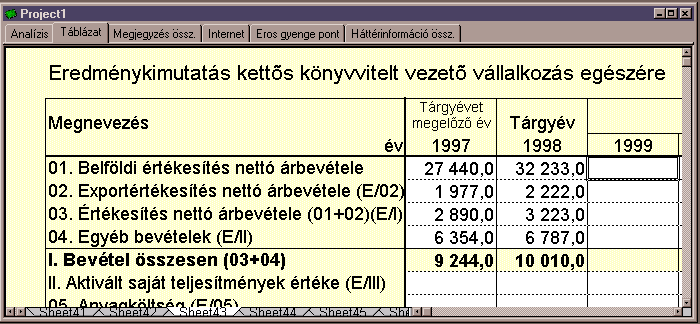 Project1
Analízis Táblázat Megjegyzés össz. Internet Eros gyenge pont Háttérinformáció össz.
Eredménykimutatás kettõs könyvvitelt vezetõ vállalkozás egészére
Tárgyévet
Megnevezés megelőző év Tárgyév
év 1997 1998 1999
01. Belföldi értékesítés nettó árbevétele 27 440,0 32 233,0
02. Exportértékesítés nettó árbevétele (E/02) 1 977,0 2 222,0
03. Értékesítés nettó árbevétele (01+02)(E/I) 2 890,0 3 223,0
04. Egyéb bevételek (E/II) 6 354,0 6 787,0
I. Bevétel összesen (03+04) 9 244,0 10 010,0
II. Aktivált saját teljesítmények értéke (E/III)
05. Anyagköltség (E/05)
Sheet41 Sheet42 Sheet43 Sheet44 Sheet45 She